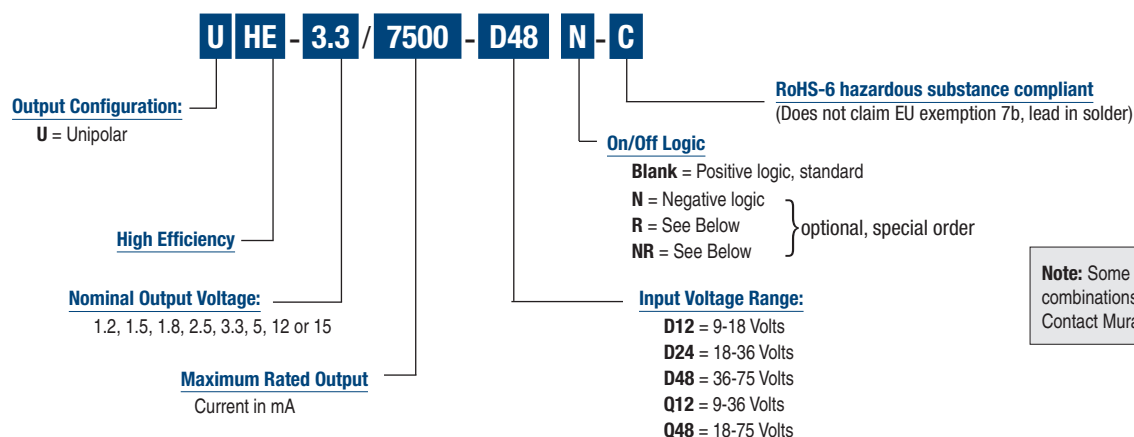 U HE - 3.3 / 7500 - D48 N - C
RoHS-6 hazardous substance compliant
(Does not claim EU exemption 7b, lead in solder)
Output Configuration:
U = Unipolar
On/Off Logic
Blank = Positive logic, standard
N = Negative logic
R = See Below
NR = See Below
optional, special order
High Efficiency
Note: Some
combinations
Contact Mura
Nominal Output Voltage:
1.2, 1.5, 1.8, 2.5, 3.3, 5, 12 or 15
Input Voltage Range:
D12 = 9-18 Volts
D24 = 18-36 Volts
D48 = 36-75 Volts
Q12 = 9-36 Volts
Q48 = 18-75 Volts
Maximum Rated Output
Current in mA